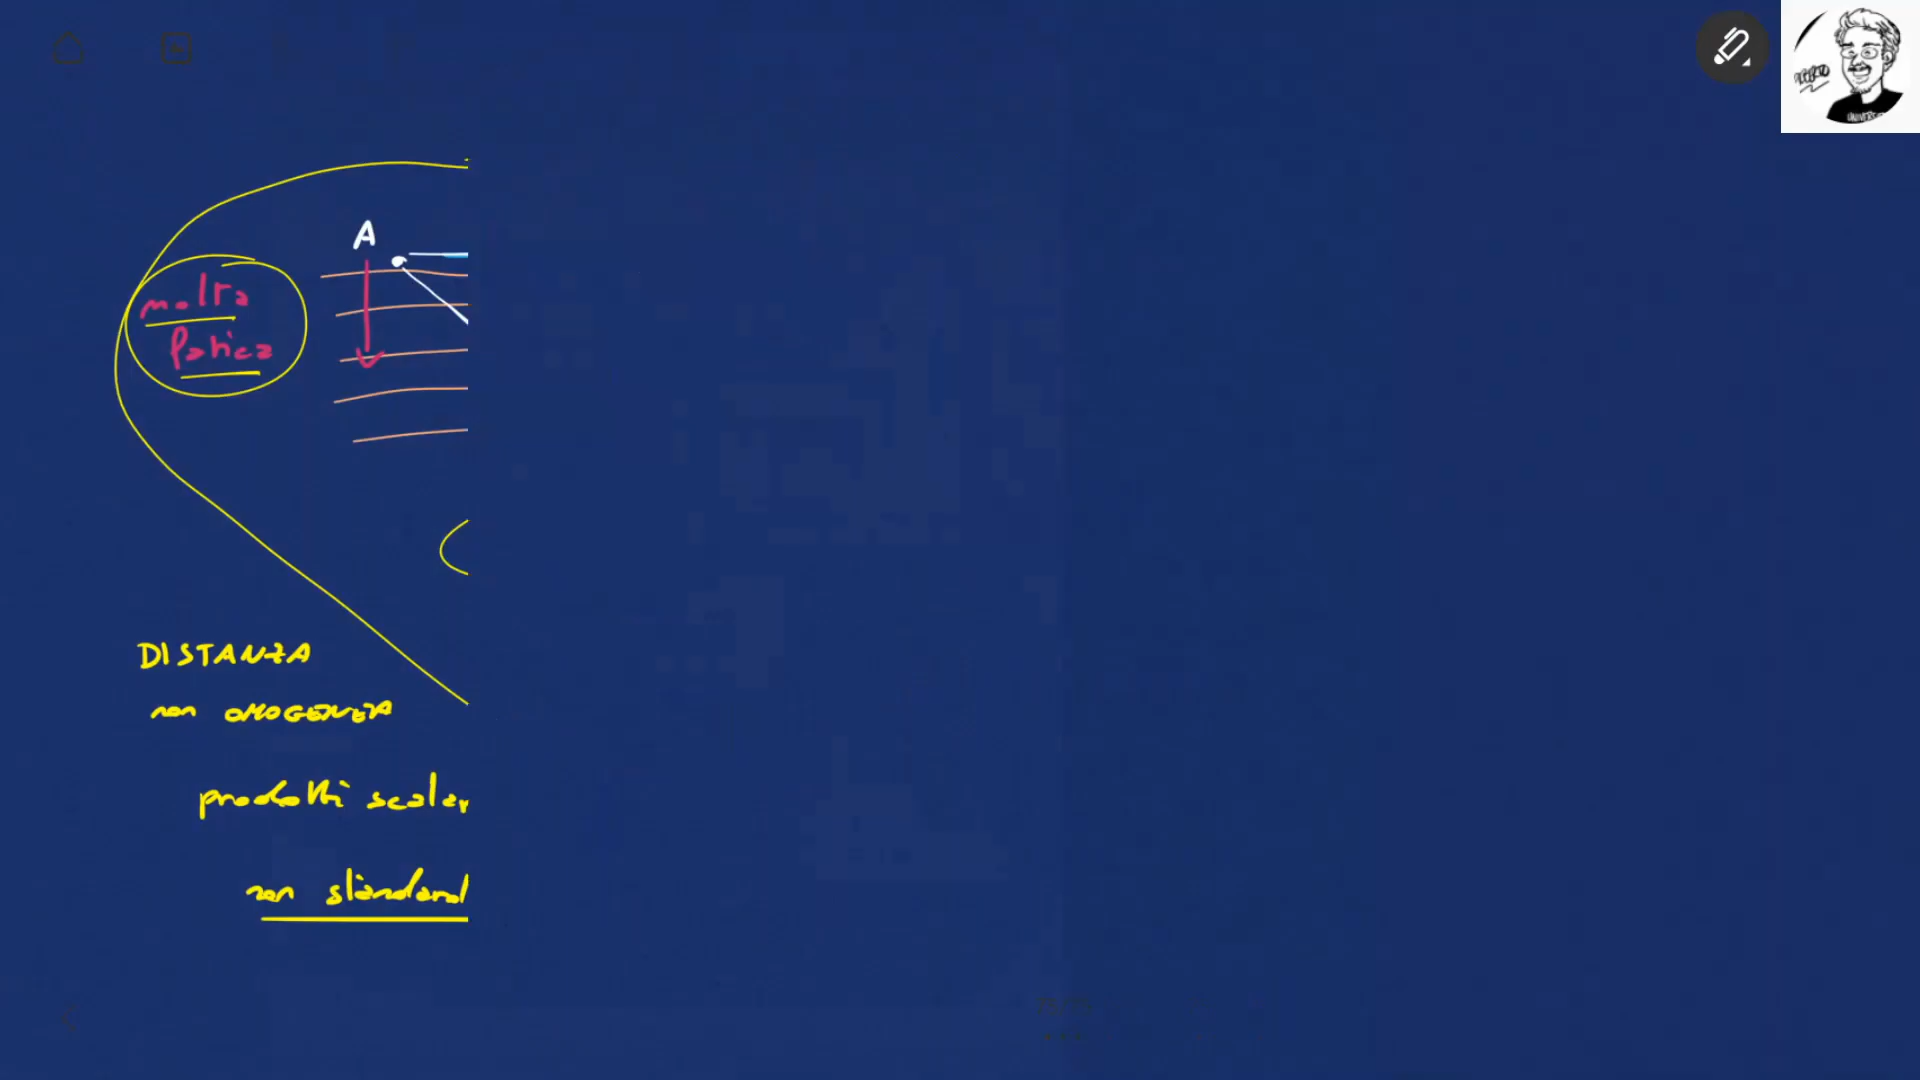 A
molta
fatica
DISTANZA
non OMOGENEA
prodotti scalar
non standard